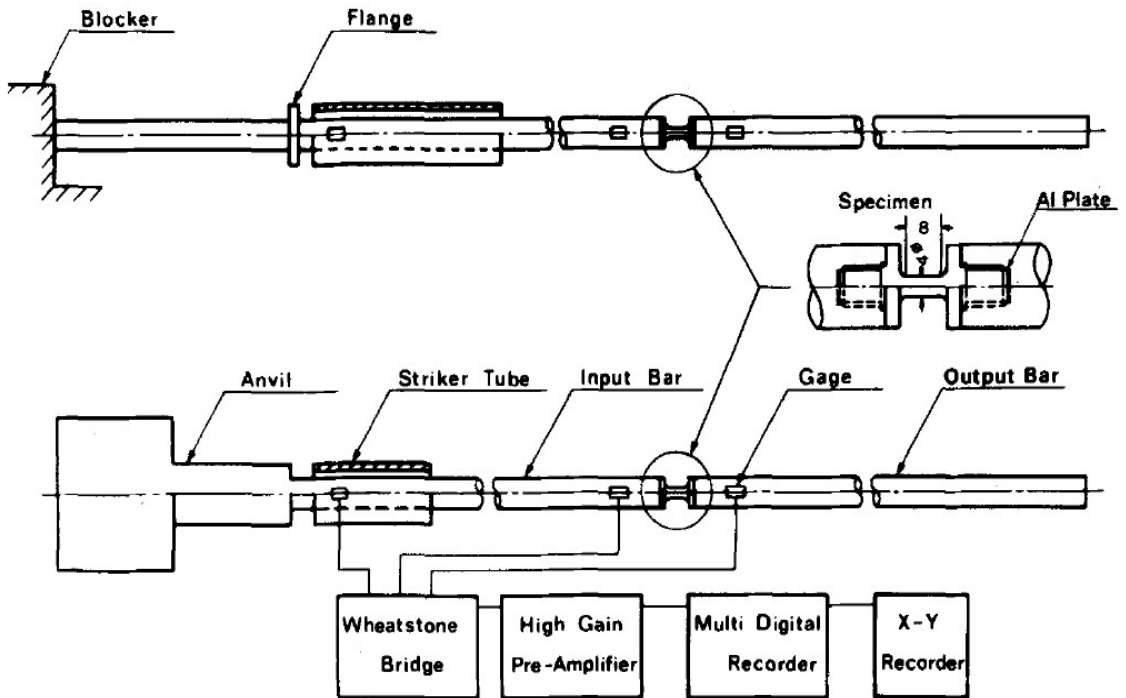 Blocker
Flange
Specimen
Al Plate
8
4φ
Anvil
Striker Tube
Input Bar
Gage
Output Bar
Wheatstone
Bridge
High Gain
Pre-Amplifier
Multi Digital
Recorder
X-Y
Recorder